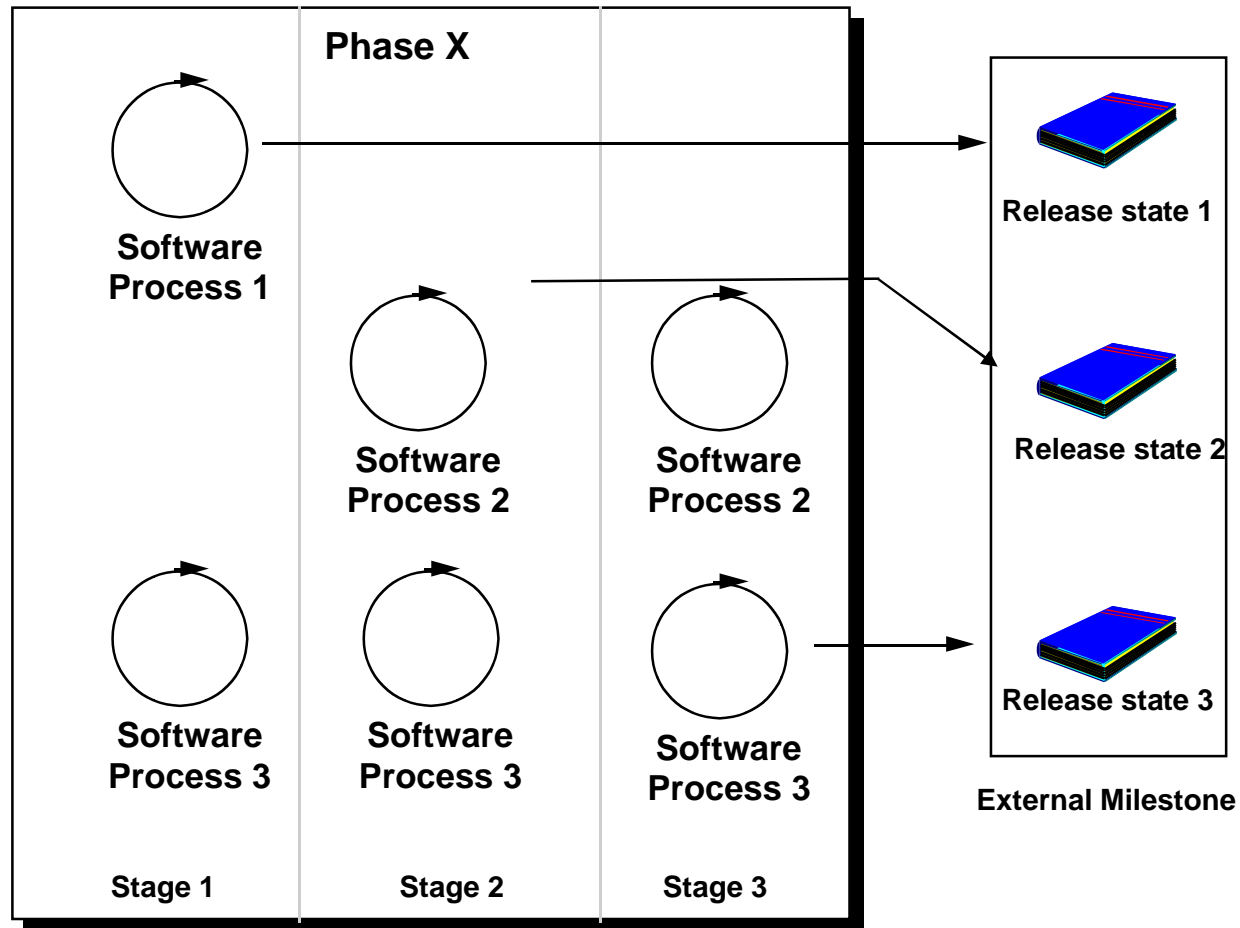 Phase X
Software
Process 1
Release state 1
Software
Process 2
Software
Process 2
Release state 2
Software
Process 3
Software
Process 3
Software
Process 3
Release state 3
External Milestone
Stage 1
Stage 2
Stage 3